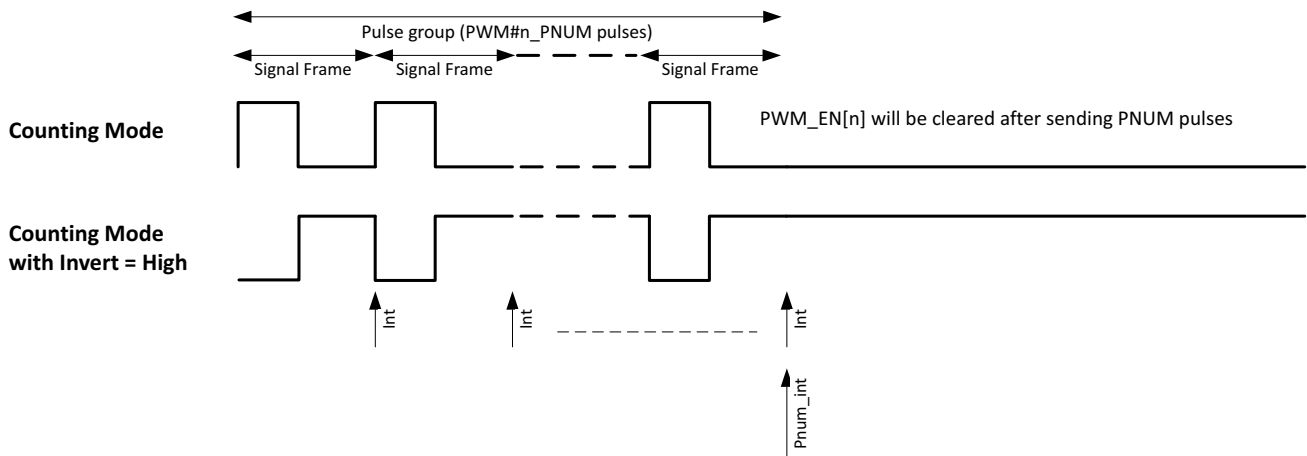 Pulse group (PWM#n_PNUM pulses)
Signal Frame
Signal Frame
Signal Frame
Counting Mode
PWM_EN[n] will be cleared after sending PNUM pulses
Counting Mode
with Invert = High
Int
Int
Int
Pnum_int